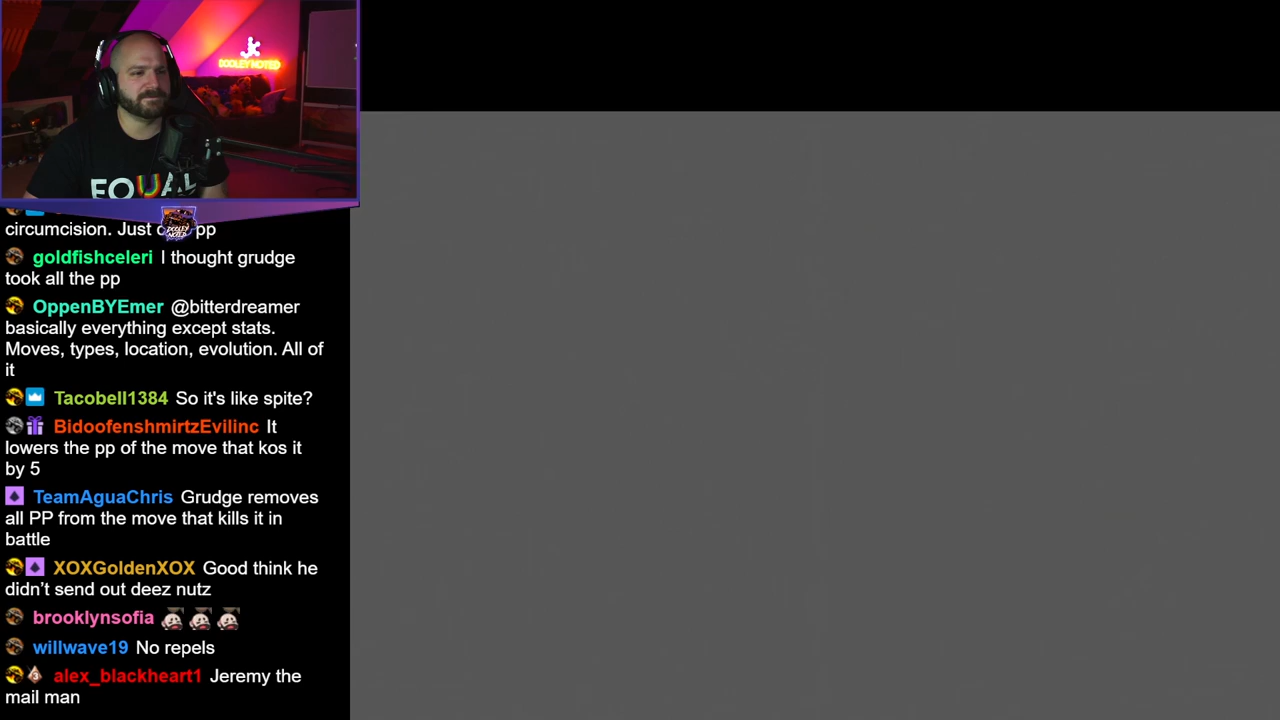 DOOLEY NOTED
EQUAL
DOOLEY
NOTED
circumcision. Just pp
goldfishceleri I thought grudge
took all the pp
OppenBYEmer @bitterdreamer
basically everything except stats.
Moves, types, location, evolution. All of
it
Tacobell1384 So it's like spite?
BidoofenshmirtzEvilinc It
lowers the pp of the move that kos it
by 5
TeamAguaChris Grudge removes
all PP from the move that kills it in
battle
XOXGoldenXOX Good think he
didn't send out deez nutz
brooklynsofia
willwave19 No repels
alex_blackheart1 Jeremy the
mail man